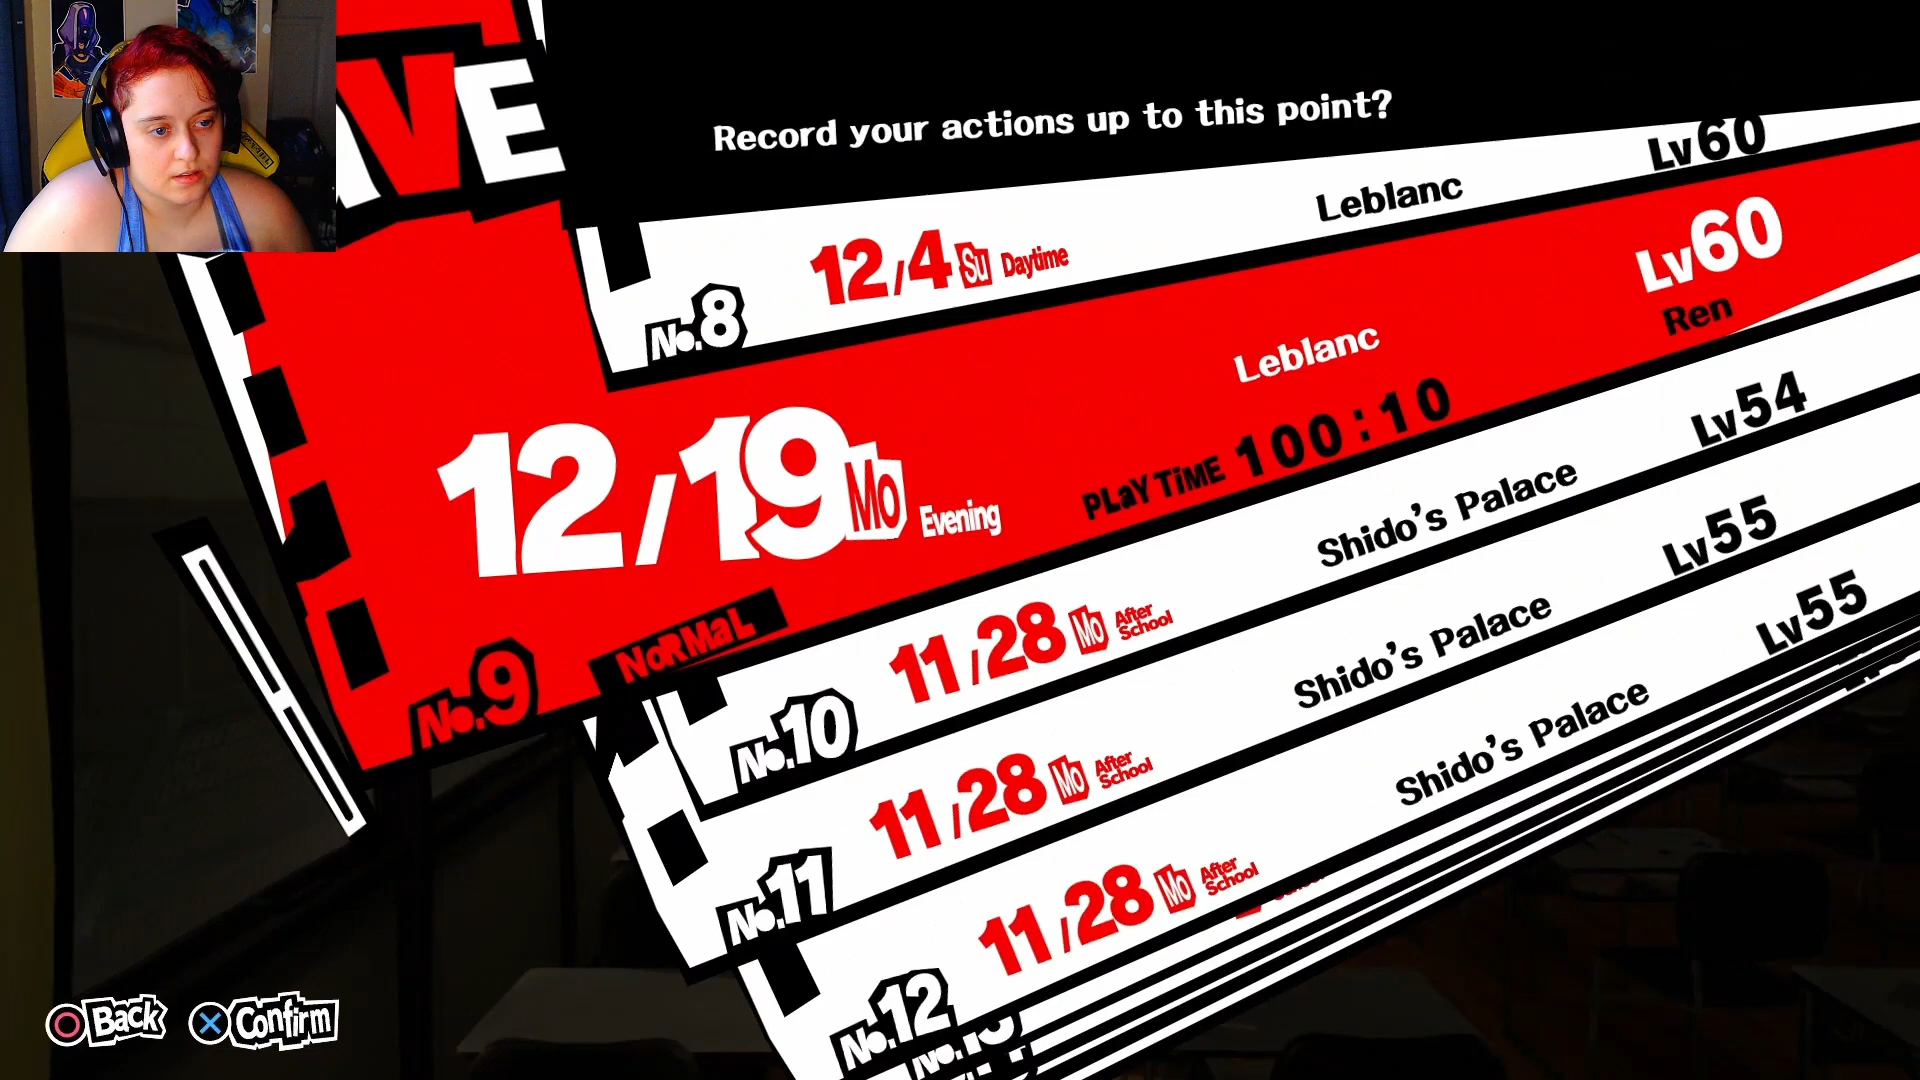 AVE
Record your actions up to this point?
No.8 12/4 Su Daytime Leblanc Lv60
No.9 12/19 Mo Evening Leblanc Lv60
Ren
PLaY TiME 100:10
NoRMaL
No.10 11/28 Mo After School Shido's Palace Lv54
No.11 11/28 Mo After School Shido's Palace Lv55
No.12 11/28 Mo After School Shido's Palace Lv55
No.13
Back Confirm